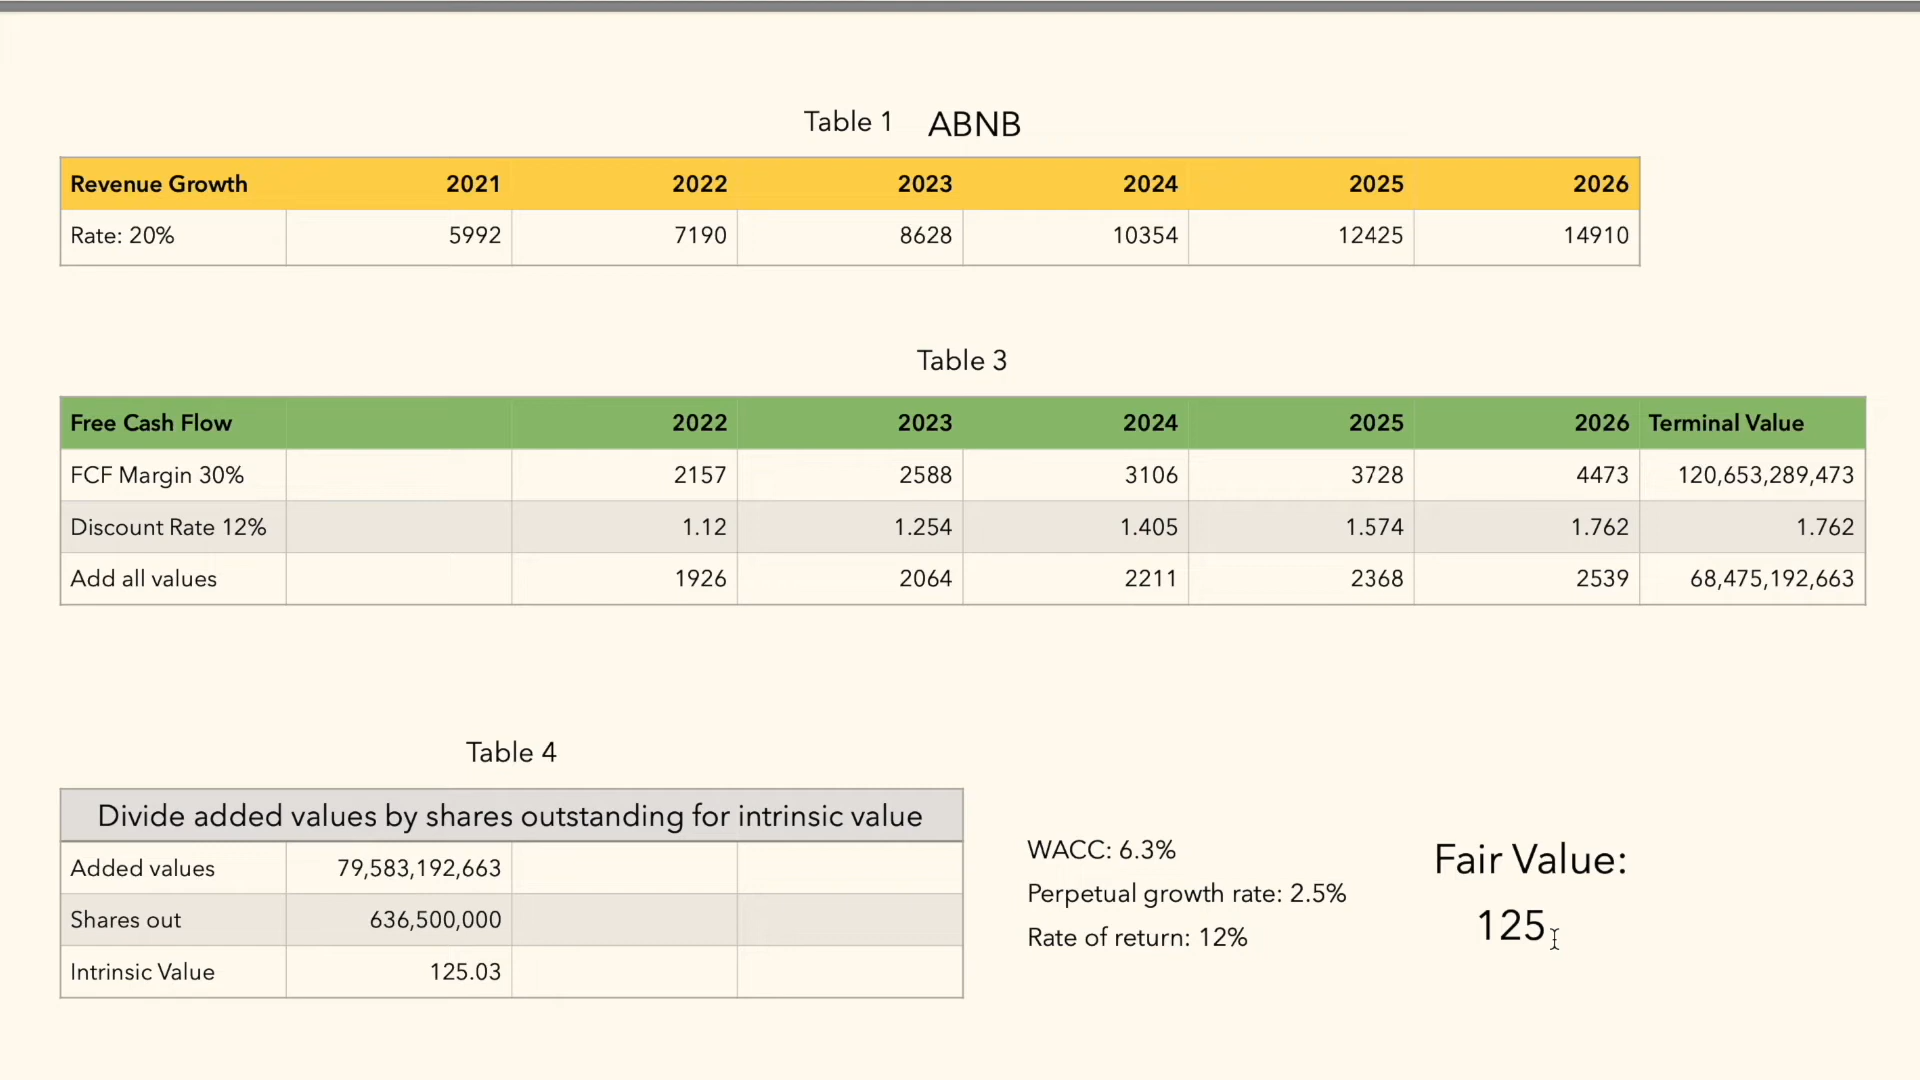 Table 1 ABNB
Revenue Growth 2021 2022 2023 2024 2025 2026
Rate: 20% 5992 7190 8628 10354 12425 14910
Table 3
Free Cash Flow 2022 2023 2024 2025 2026 Terminal Value
FCF Margin 30% 2157 2588 3106 3728 4473 120,653,289,473
Discount Rate 12% 1.12 1.254 1.405 1.574 1.762 1.762
Add all values 1926 2064 2211 2368 2539 68,475,192,663
Table 4
Divide added values by shares outstanding for intrinsic value
Added values 79,583,192,663
Shares out 636,500,000
Intrinsic Value 125.03
WACC: 6.3%
Perpetual growth rate: 2.5%
Rate of return: 12%
Fair Value:
125